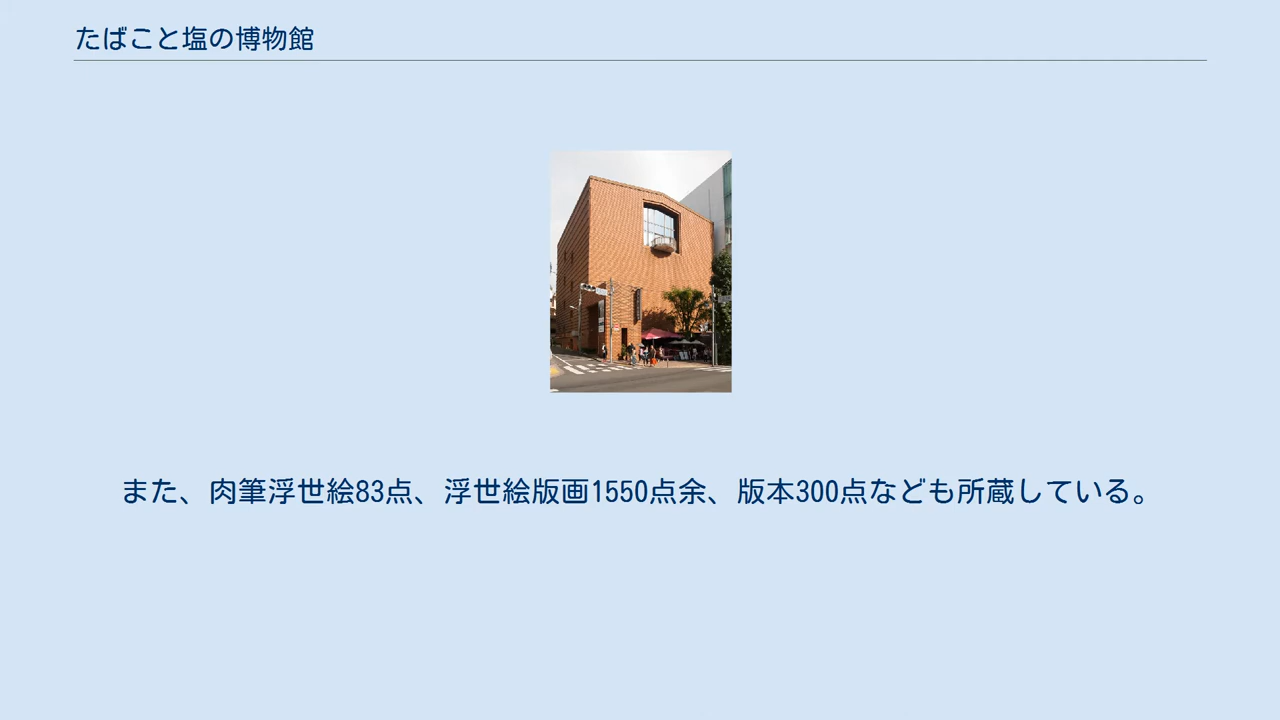 たばこと塩の博物館
また、肉筆浮世絵83点、浮世絵版画1550点余、版本300点なども所蔵している。